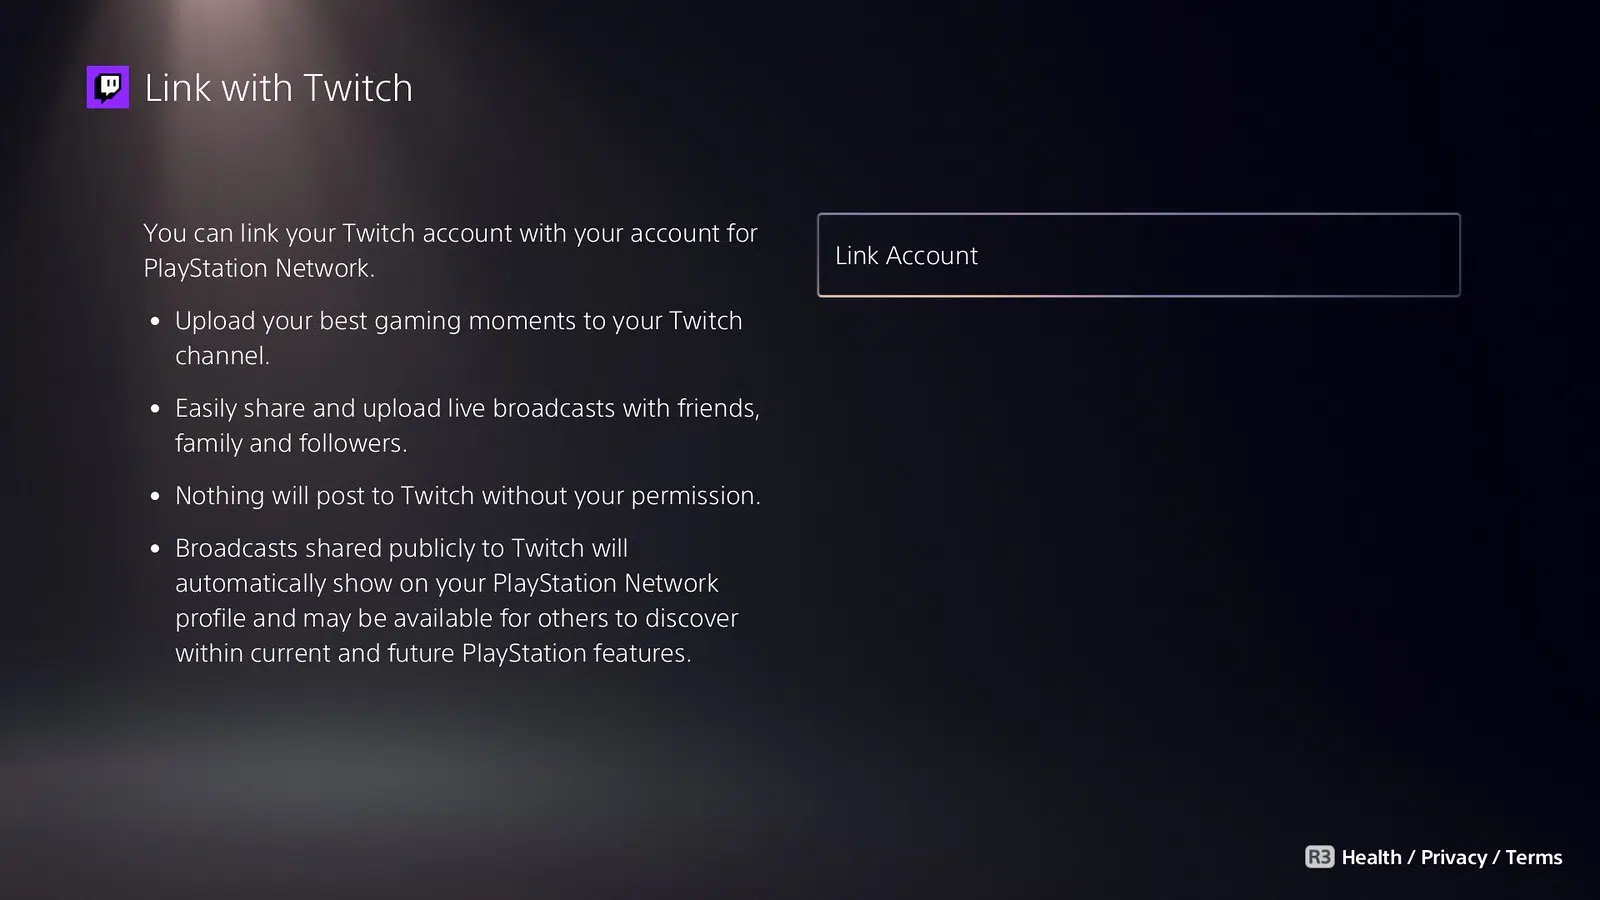 Link with Twitch
You can link your Twitch account with your account for
PlayStation Network.
• Upload your best gaming moments to your Twitch
channel.
• Easily share and upload live broadcasts with friends,
family and followers.
• Nothing will post to Twitch without your permission.
• Broadcasts shared publicly to Twitch will
automatically show on your PlayStation Network
profile and may be available for others to discover
within current and future PlayStation features.
Link Account
R3 Health / Privacy / Terms